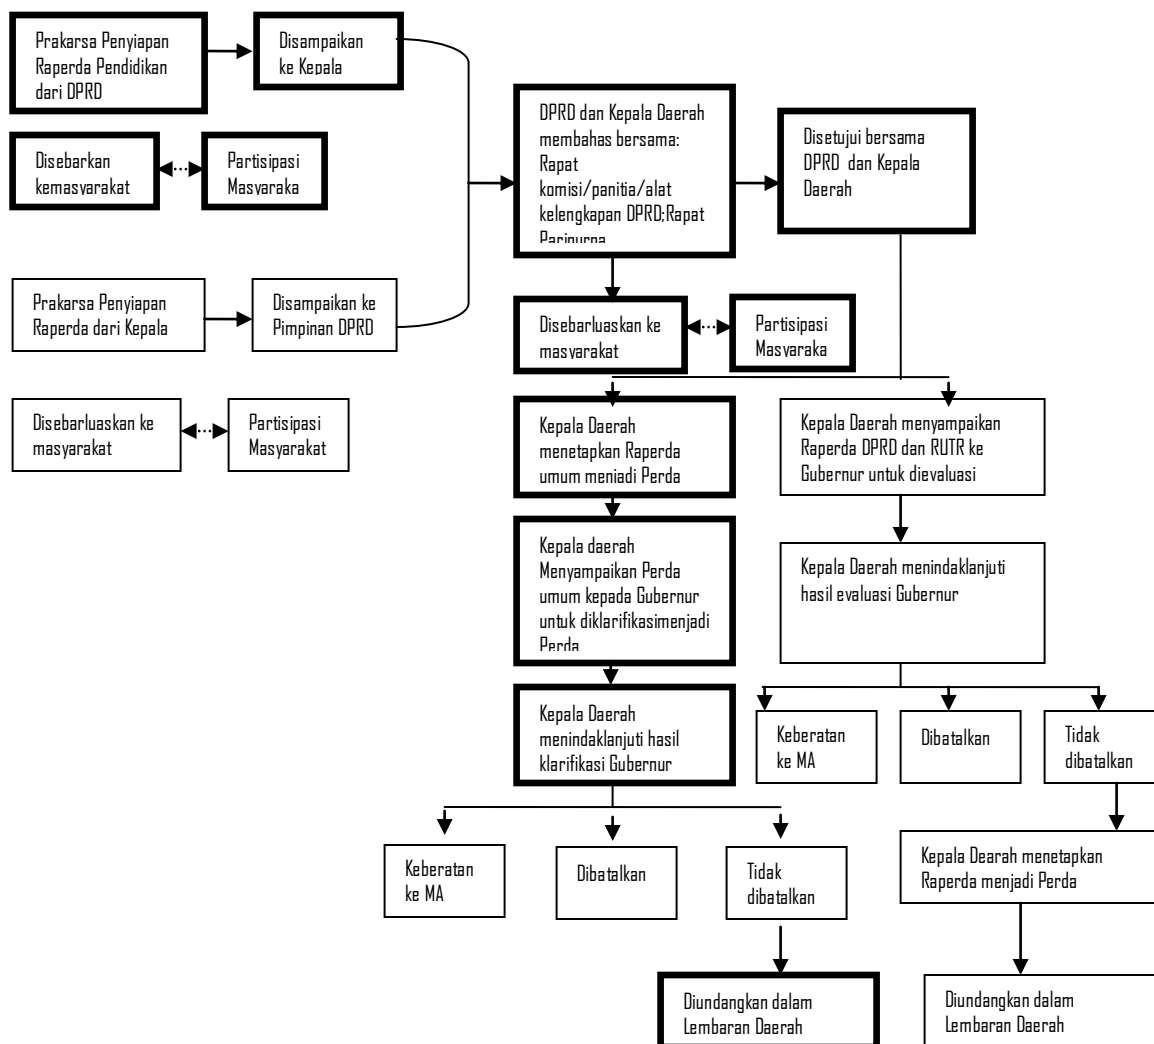 Prakarsa Penyiapan
Raperda Pendidikan
dari DPRD
Disampaikan
ke Kepala
Disebarkan
kemasyarakat
Partisipasi
Masyaraka
DPRD dan Kepala Daerah
membahas bersama:
Rapat
komisi/panitia/alat
kelengkapan DPRD;Rapat
Paripurna
Disetujui bersama
DPRD dan Kepala
Daerah
Prakarsa Penyiapan
Raperda dari Kepala
Disampaikan ke
Pimpinan DPRD
Disebarluaskan ke
masyarakat
Partisipasi
Masyaraka
Disebarluaskan ke
masyarakat
Partisipasi
Masyarakat
Kepala Daerah
menetapkan Raperda
umum menjadi Perda
Kepala Daerah menyampaikan
Raperda DPRD dan RUTR ke
Gubernur untuk dievaluasi
Kepala daerah
Menyampaikan Perda
umum kepada Gubernur
untuk diklarifikasimenjadi
Perda
Kepala Daerah menindaklanjuti
hasil evaluasi Gubernur
Kepala Daerah
menindaklanjuti hasil
klarifikasi Gubernur
Keberatan
ke MA
Dibatalkan
Tidak
dibatalkan
Keberatan
ke MA
Dibatalkan
Tidak
dibatalkan
Kepala Dearah menetapkan
Raperda menjadi Perda
Diundangkan dalam
Lembaran Daerah
Diundangkan dalam
Lembaran Daerah